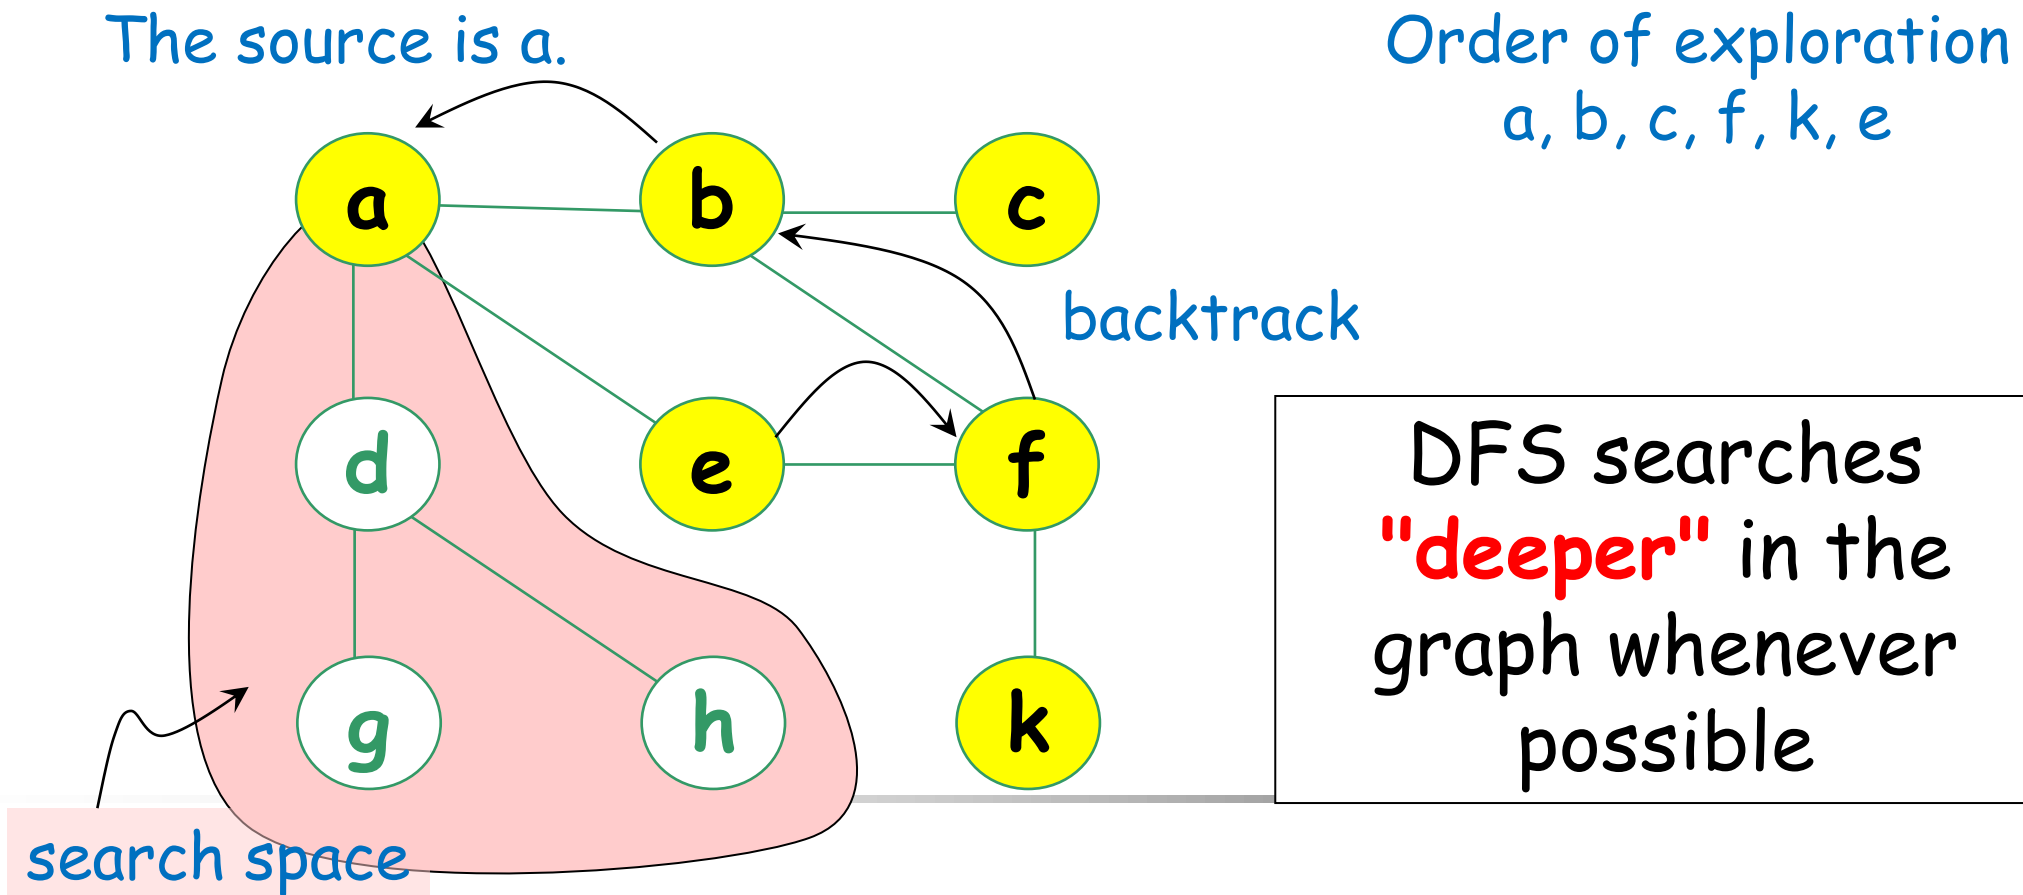 The source is a.
Order of exploration
a, b, c, f, k, e
a
b
c
backtrack
d
e
f
g
h
k
DFS searches
"deeper" in the
graph whenever
possible
search space